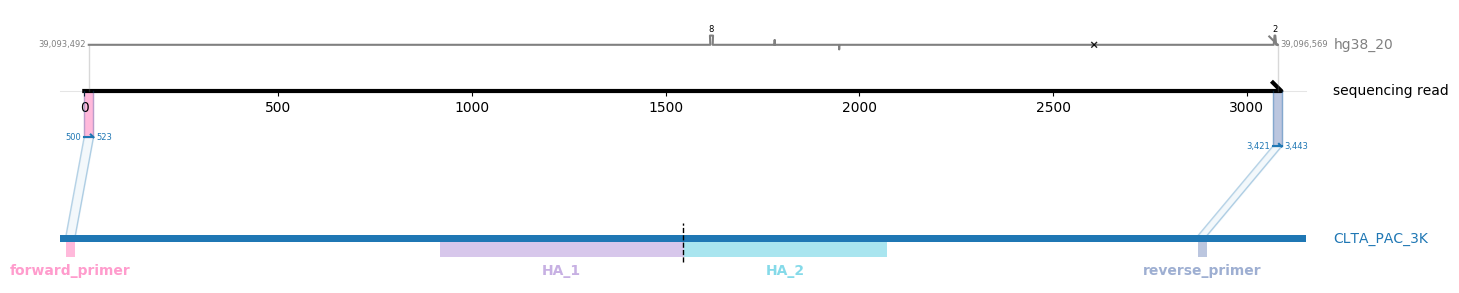 8
2
39,093,492
39,096,569
hg38_20
sequencing read
0 500 1000 1500 2000 2500 3000
500 523
3,421 3,443
CLTA_PAC_3K
forward_primer HA_1 HA_2 reverse_primer